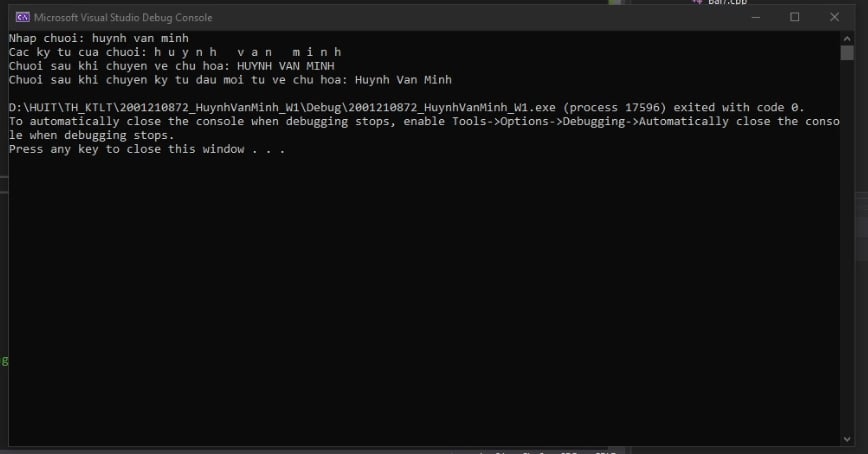 Bai7.cpp
Microsoft Visual Studio Debug Console
Nhap chuoi: huynh van minh
Cac ky tu cua chuoi: h u y n h   v a n   m i n h
Chuoi sau khi chuyen ve chu hoa: HUYNH VAN MINH
Chuoi sau khi chuyen ky tu dau moi tu ve chu hoa: Huynh Van Minh
D:\HUIT\TH_KTLT\2001210872_HuynhVanMinh_W1\Debug\2001210872_HuynhVanMinh_W1.exe (process 17596) exited with code 0.
To automatically close the console when debugging stops, enable Tools->Options->Debugging->Automatically close the conso
le when debugging stops.
Press any key to close this window . . .
g